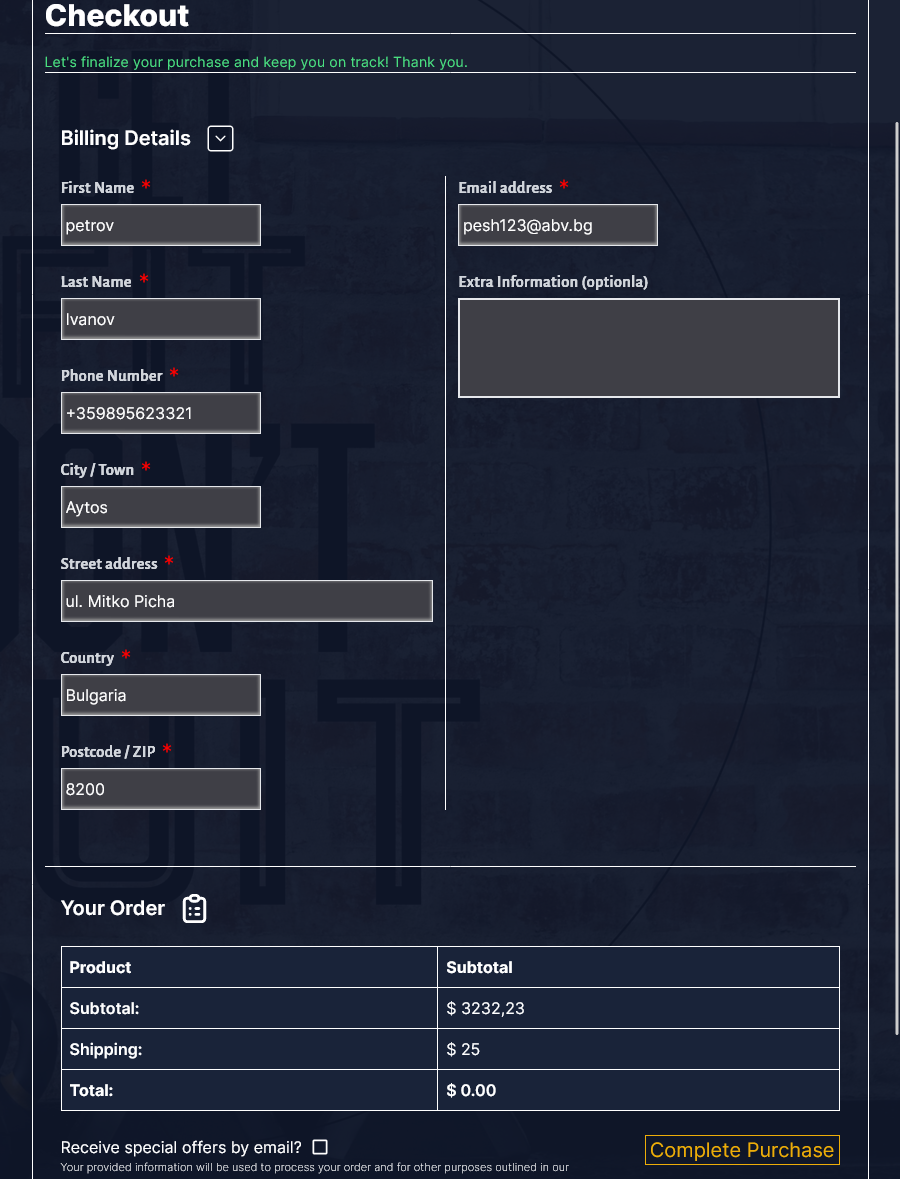 Checkout
Let's finalize your purchase and keep you on track! Thank you.
Billing Details
First Name *
petrov
Last Name *
Ivanov
Phone Number *
+359895623321
City / Town *
Aytos
Street address *
ul. Mitko Picha
Country *
Bulgaria
Postcode / ZIP *
8200
Email address *
pesh123@abv.bg
Extra Information (optionla)
Your Order
Product Subtotal
Subtotal: $ 3232,23
Shipping: $ 25
Total: $ 0.00
Receive special offers by email?
Your provided information will be used to process your order and for other purposes outlined in our
Complete Purchase
DON'T